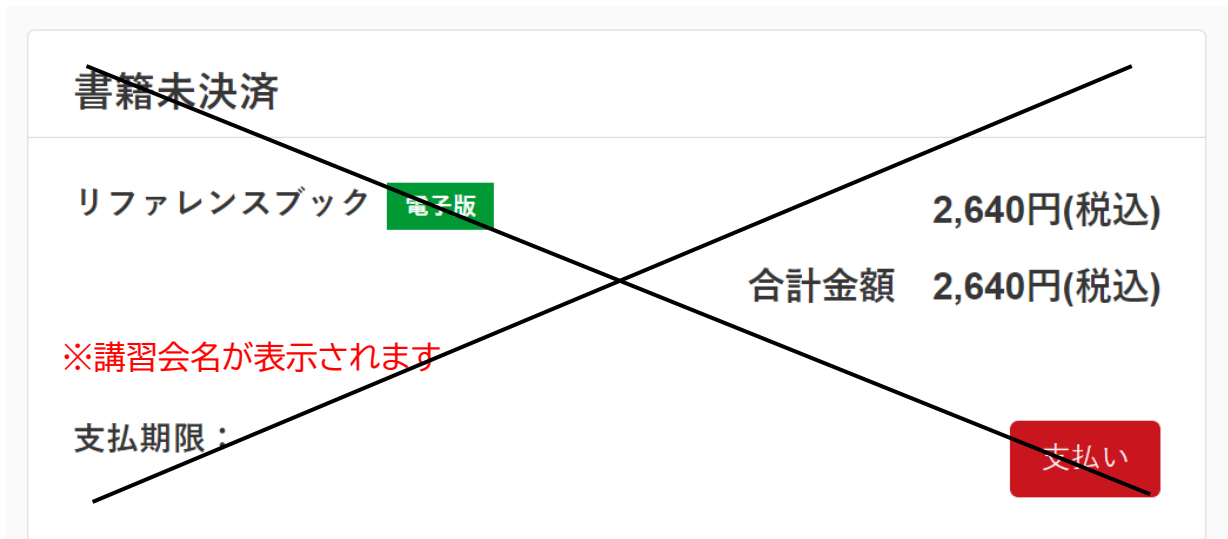 書籍未決済
リファレンスブック 電子版 2,640円(税込)
合計金額 2,640円(税込)
※講習会名が表示されます
支払期限：
支払い